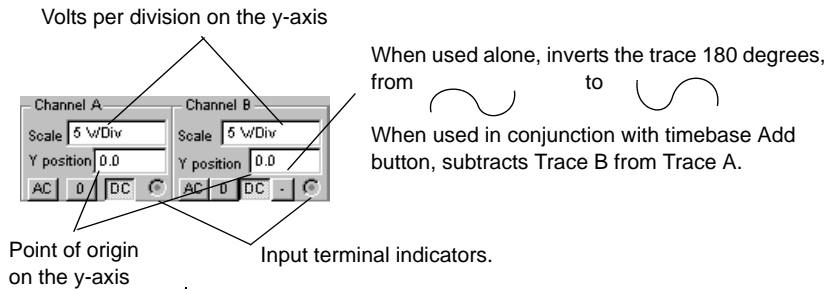 Volts per division on the y-axis
When used alone, inverts the trace 180 degrees,
from to
When used in conjunction with timebase Add
button, subtracts Trace B from Trace A.
Channel A
Scale 5 V/Div
Y position 0.0
AC 0 DC
Channel B
Scale 5 V/Div
Y position 0.0
AC 0 DC -
Point of origin
on the y-axis
Input terminal indicators.